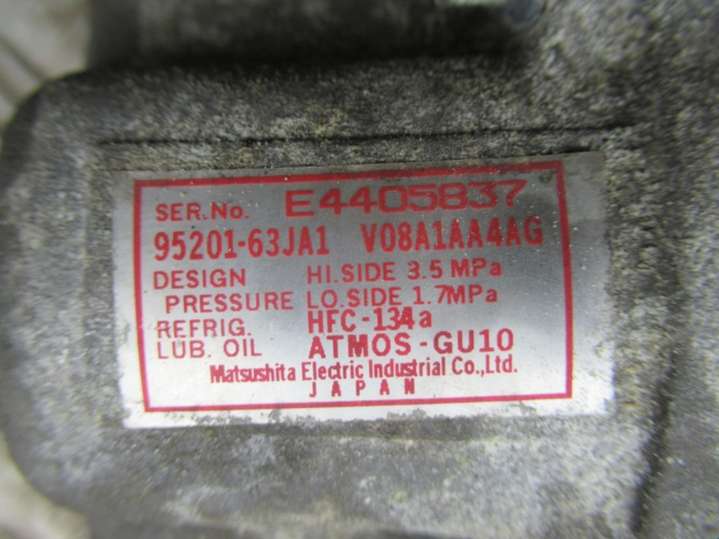 SER.No. E4405837
95201-63JA1 V08A1AA4AG
DESIGN HI.SIDE 3.5 MPa
PRESSURE LO.SIDE 1.7MPa
REFRIG. HFC-134a
LUB. OIL ATMOS-GU10
Matsushita Electric Industrial Co.,Ltd.
JAPAN